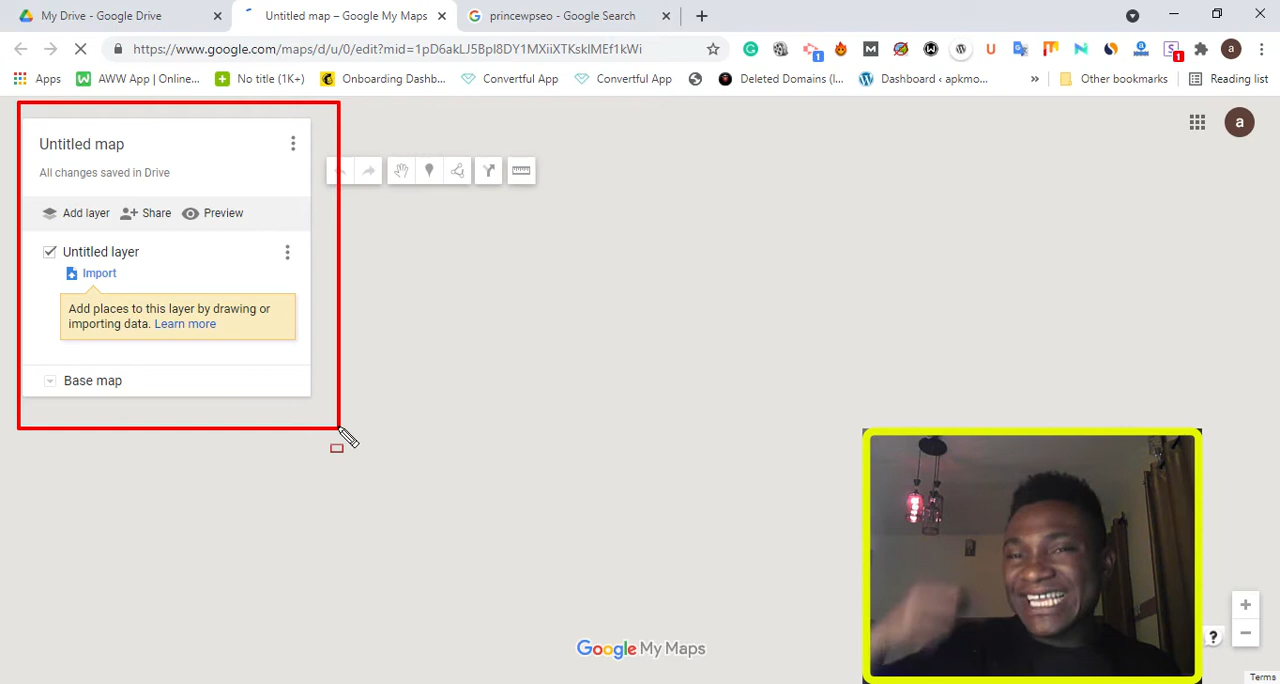 My Drive - Google Drive
Untitled map – Google My Maps
princewpseo - Google Search
https://www.google.com/maps/d/u/0/edit?mid=1pD6akLJ5BpI8DY1MXiiXTKsklMEf1kWi
a
Apps
AWW App | Online...
No title (1K+)
Onboarding Dashb...
Convertful App
Convertful App
Deleted Domains (I...
Dashboard ‹ apkmo...
»
Other bookmarks
Reading list
Untitled map
All changes saved in Drive
Add layer
Share
Preview
Untitled layer
Import
Add places to this layer by drawing or
importing data. Learn more
Base map
a
Google My Maps
?
Terms